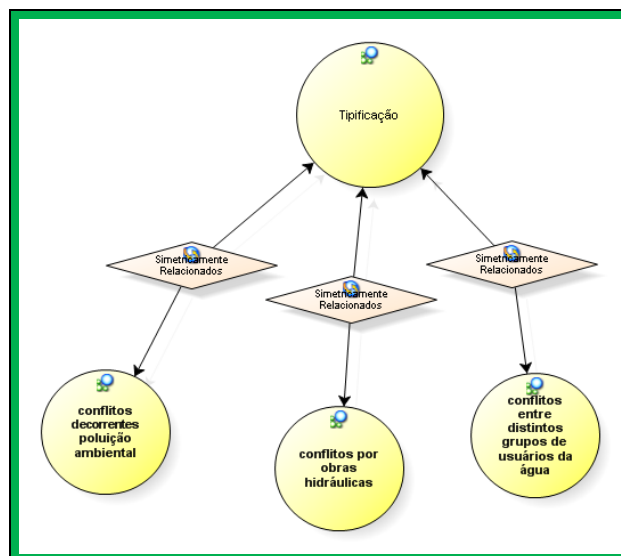 Tipificação
Simetricamente
Relacionados
Simetricamente
Relacionados
Simetricamente
Relacionados
conflitos
decorrentes
poluição
ambiental
conflitos por
obras
hidráulicas
conflitos
entre
distintos
grupos de
usuários da
água